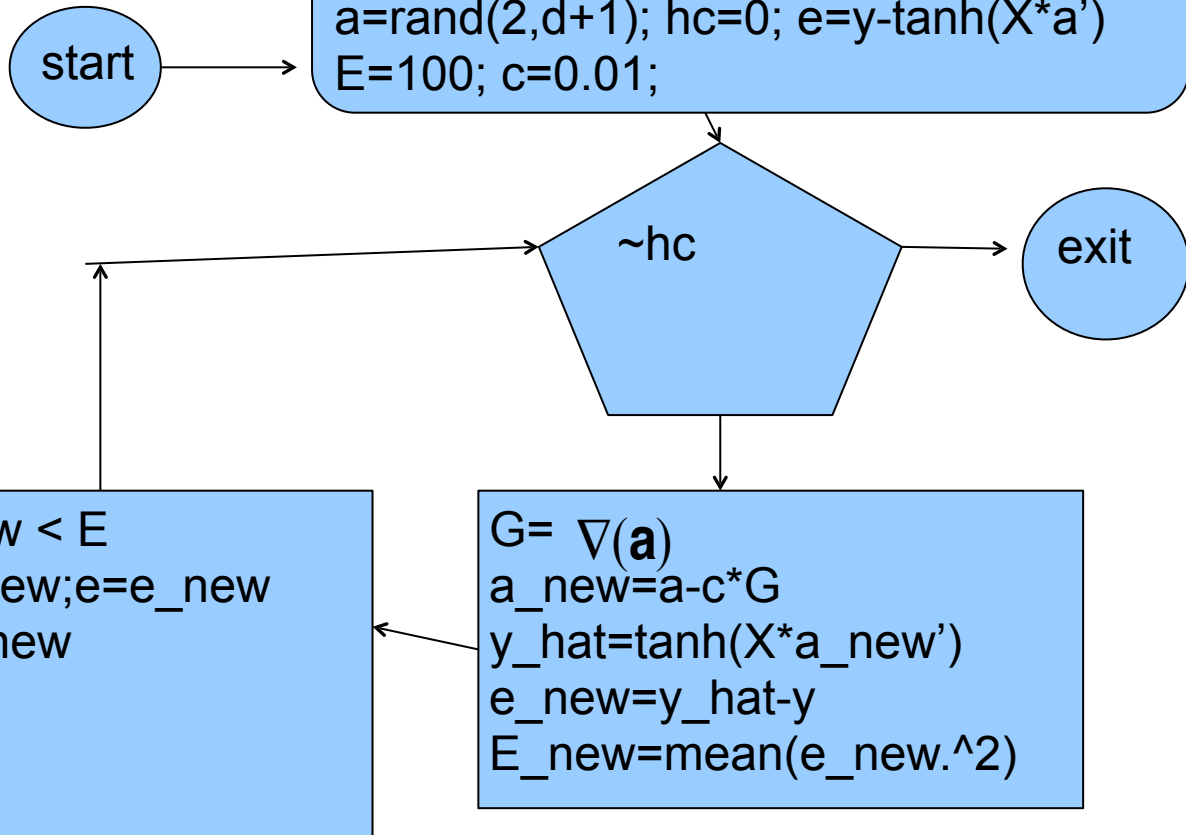 start
a=rand(2,d+1); hc=0; e=y-tanh(X*a’)
E=100; c=0.01;
~hc
exit
G= ∇(a)
a_new=a-c*G
y_hat=tanh(X*a_new’)
e_new=y_hat-y
E_new=mean(e_new.^2)
w < E
ew;e=e_new
new